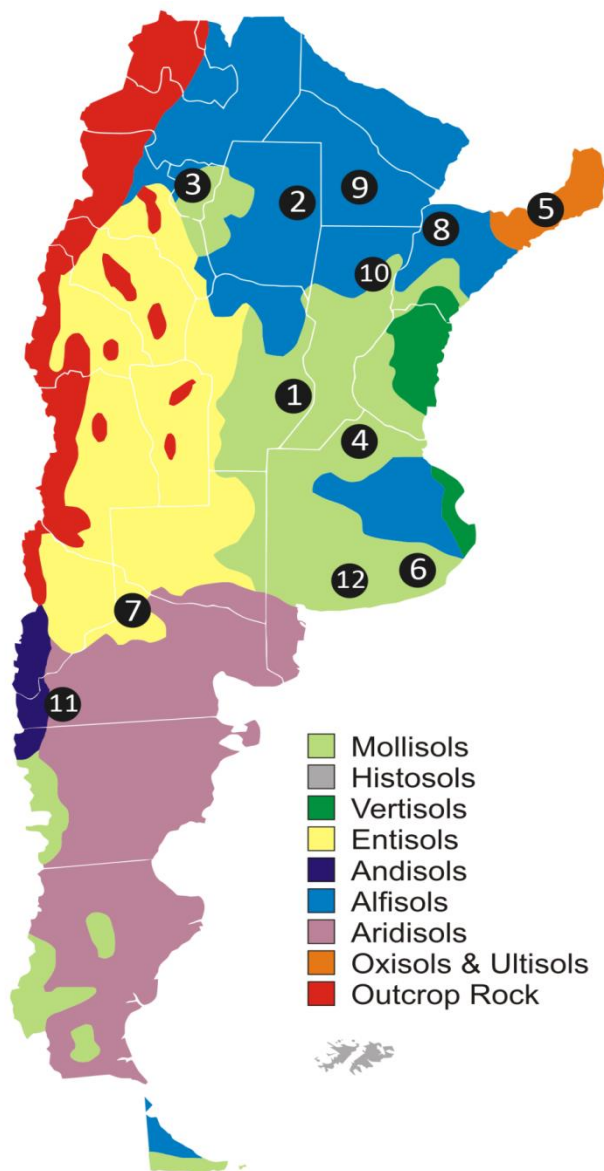 3
2
9
5
8
10
1
4
6
12
7
11
Mollisols
Histosols
Vertisols
Entisols
Andisols
Alfisols
Aridisols
Oxisols & Ultisols
Outcrop Rock